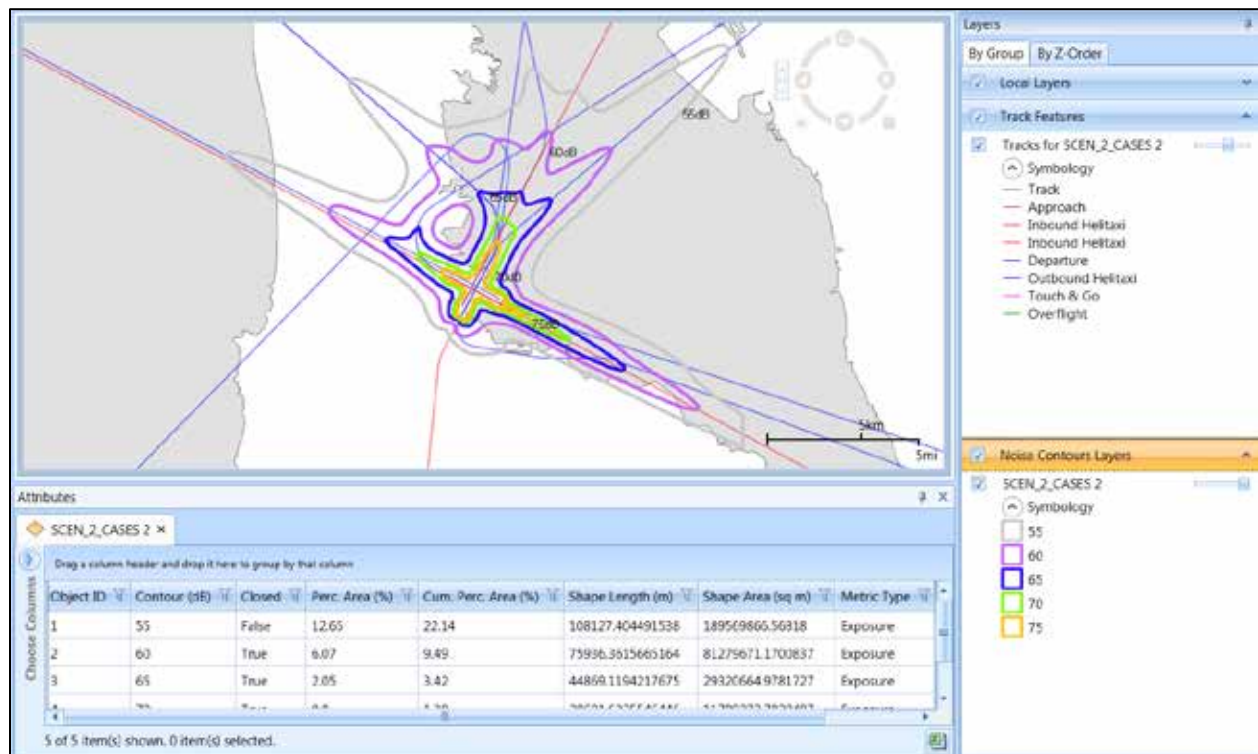 55dB
60dB
65dB
70dB
75dB
5km
5mi
Layers
By Group By Z-Order
Local Layers
Track Features
Tracks for SCEN_2_CASES 2
Symbology
Track
Approach
Inbound Helitaxi
Inbound Helitaxi
Departure
Outbound Helitaxi
Touch & Go
Overflight
Noise Contours Layers
SCEN_2_CASES 2
Symbology
55
60
65
70
75
Attributes
SCEN_2_CASES 2
Choose Columns
Drag a column header and drop it here to group by that column
Object ID Contour (dB) Closed Perc. Area (%) Cum. Perc. Area (%) Shape Length (m) Shape Area (sq m) Metric Type
1 55 False 12.65 22.14 108127.404491538 Exposure
2 60 True 6.07 9.49 75936.3615665164 81279671.1700837 Exposure
3 65 True 2.05 3.42 44869.1194217675 29320664.9781727 Exposure
5 of 5 item(s) shown. 0 item(s) selected.